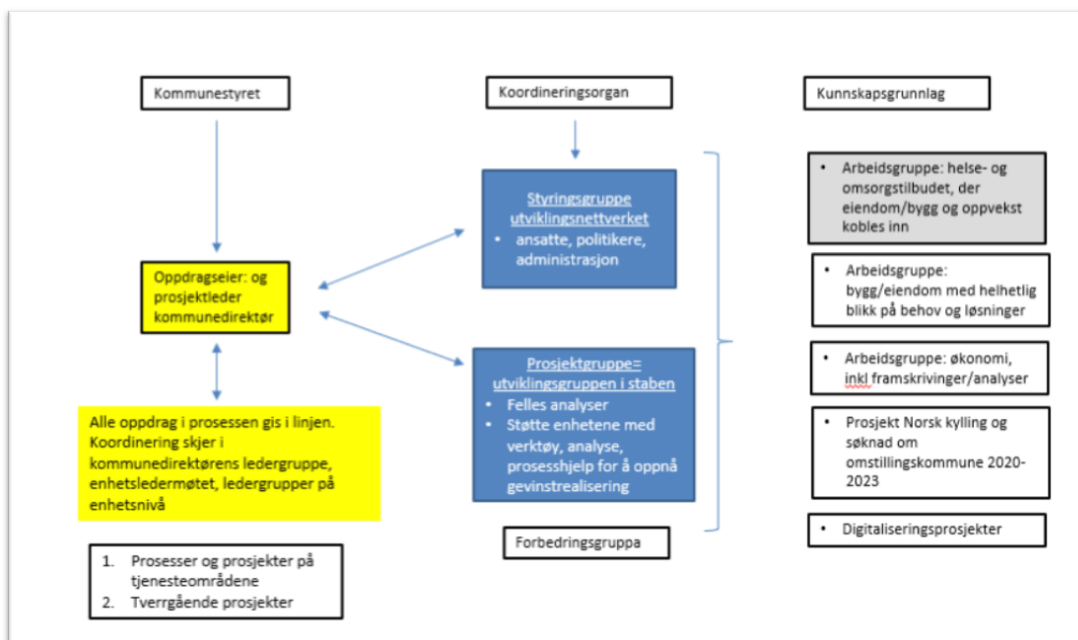 Kommunestyret
Oppdragseier: og
prosjektleder
kommunedirektør
Alle oppdrag i prosessen gis i linjen.
Koordinering skjer i
kommunedirektørens ledergruppe,
enhetsledermøtet, ledergrupper på
enhetsnivå
1. Prosesser og prosjekter på
tjenesteområdene
2. Tverrgående prosjekter
Koordineringsorgan
Styringsgruppe
utviklingsnettverket
• ansatte, politikere,
administrasjon
Prosjektgruppe=
utviklingsgruppen i staben
• Felles analyser
• Støtte enhetene med
verktøy, analyse,
prosesshjelp for å oppnå
gevinstrealisering
Forbedringsgruppa
Kunnskapsgrunnlag
• Arbeidsgruppe: helse- og
omsorgstilbudet, der
eiendom/bygg og oppvekst
kobles inn
• Arbeidsgruppe:
bygg/eiendom med helhetlig
blikk på behov og løsninger
• Arbeidsgruppe: økonomi,
inkl framskrivinger/analyser
• Prosjekt Norsk kylling og
søknad om
omstillingskommune 2020-
2023
• Digitaliseringsprosjekter